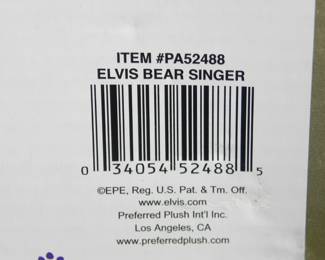 ITEM #PA52488
ELVIS BEAR SINGER
0 34054 52488 5
©EPE, Reg. U.S. Pat. & Tm. Off.
www.elvis.com
Preferred Plush Int'l Inc.
Los Angeles, CA
www.preferredplush.com